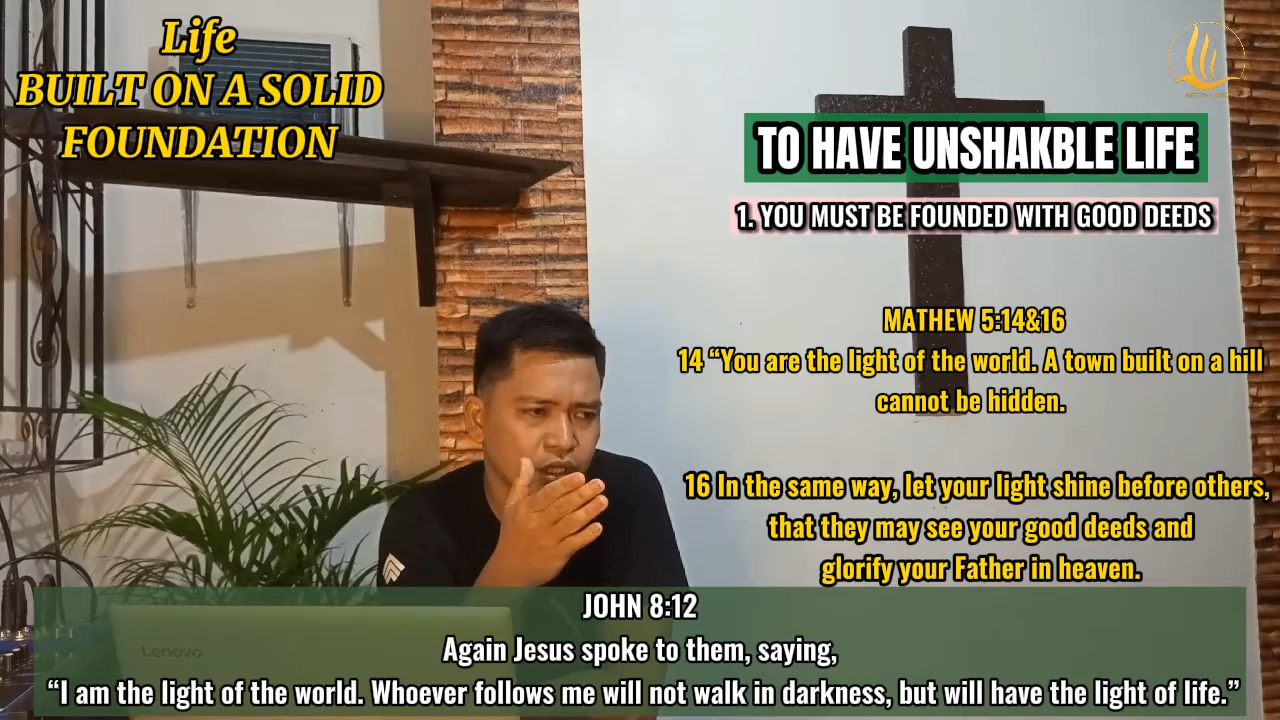 Life
BUILT ON A SOLID
FOUNDATION
TO HAVE UNSHAKBLE LIFE
1. YOU MUST BE FOUNDED WITH GOOD DEEDS
MATHEW 5:14&16
14 “You are the light of the world. A town built on a hill
cannot be hidden.
16 In the same way, let your light shine before others,
that they may see your good deeds and
glorify your Father in heaven.
JOHN 8:12
Again Jesus spoke to them, saying,
“I am the light of the world. Whoever follows me will not walk in darkness, but will have the light of life.”
Lenovo